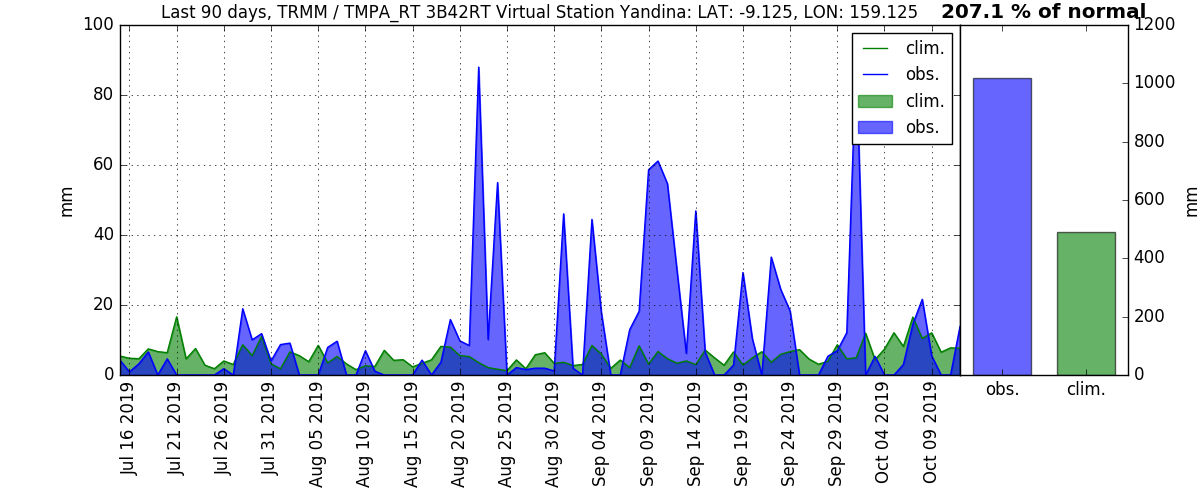 Last 90 days, TRMM / TMPA_RT 3B42RT Virtual Station Yandina: LAT: -9.125, LON: 159.125
207.1 % of normal
100
80
60
40
20
0
mm
clim.
obs.
clim.
obs.
1200
1000
800
600
400
200
0
mm
Jul 16 2019
Jul 21 2019
Jul 26 2019
Jul 31 2019
Aug 05 2019
Aug 10 2019
Aug 15 2019
Aug 20 2019
Aug 25 2019
Aug 30 2019
Sep 04 2019
Sep 09 2019
Sep 14 2019
Sep 19 2019
Sep 24 2019
Sep 29 2019
Oct 04 2019
Oct 09 2019
obs.
clim.